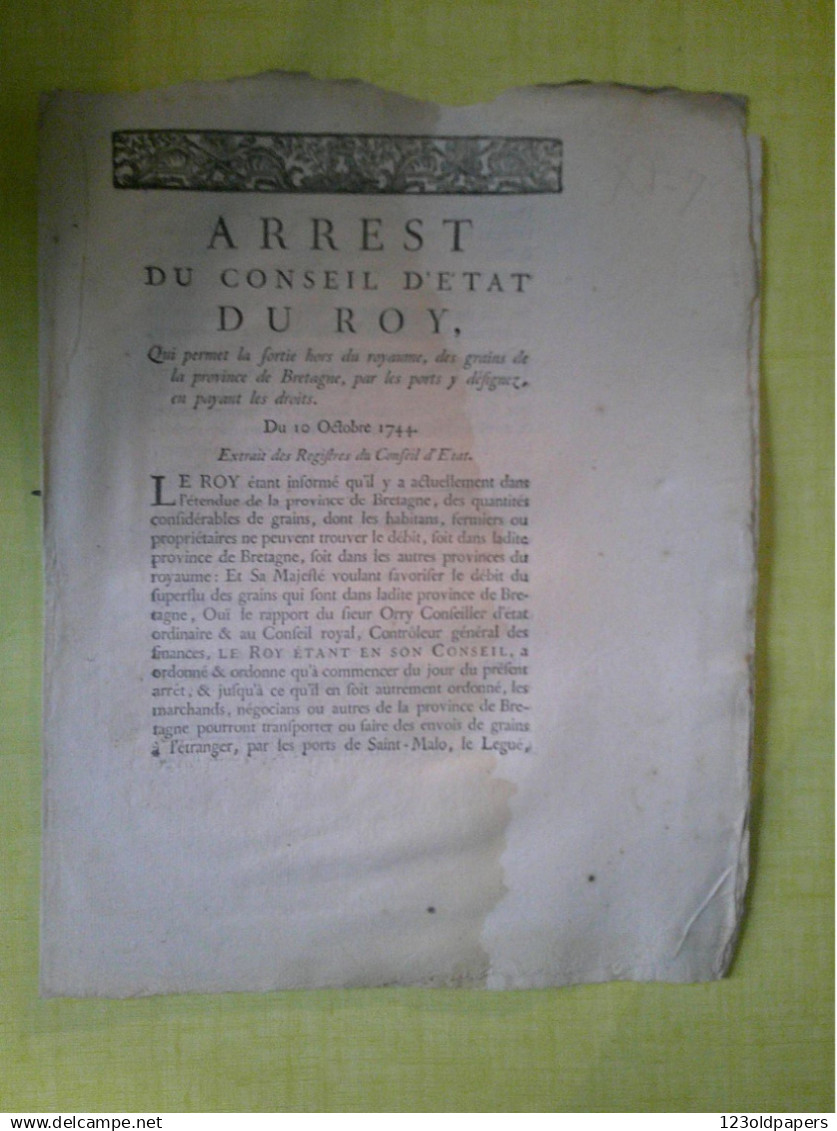 ARREST
DU CONSEIL D'ETAT
DU ROY,
Qui permet la sortie hors du royaume, des grains de
la province de Bretagne, par les ports y désignez,
en payant les droits.
Du 10 Octobre 1744.
Extrait des Registres du Conseil d'Etat.
LE ROY étant informé qu'il y a actuellement dans
l'étendue de la province de Bretagne, des quantités
considérables de grains, dont les habitans, fermiers ou
propriétaires ne peuvent trouver le débit, soit dans ladite
province de Bretagne, soit dans les autres provinces du
royaume: Et Sa Majesté voulant favoriser le débit du
superflu des grains qui sont dans ladite province de Bre-
tagne, Oui le rapport du sieur Orry Conseiller d'état
ordinaire & au Conseil royal, Contrôleur général des
finances, LE ROY ÉTANT EN SON CONSEIL, a
ordonné & ordonne qu'à commencer du jour du présent
arrêt, & jusqu'à ce qu'il en soit autrement ordonné, les
marchands, négocians ou autres de la province de Bre-
tagne pourront transporter ou faire des envois de grains
à l'étranger, par les ports de Saint-Malo, le Legué,
123oldpapers